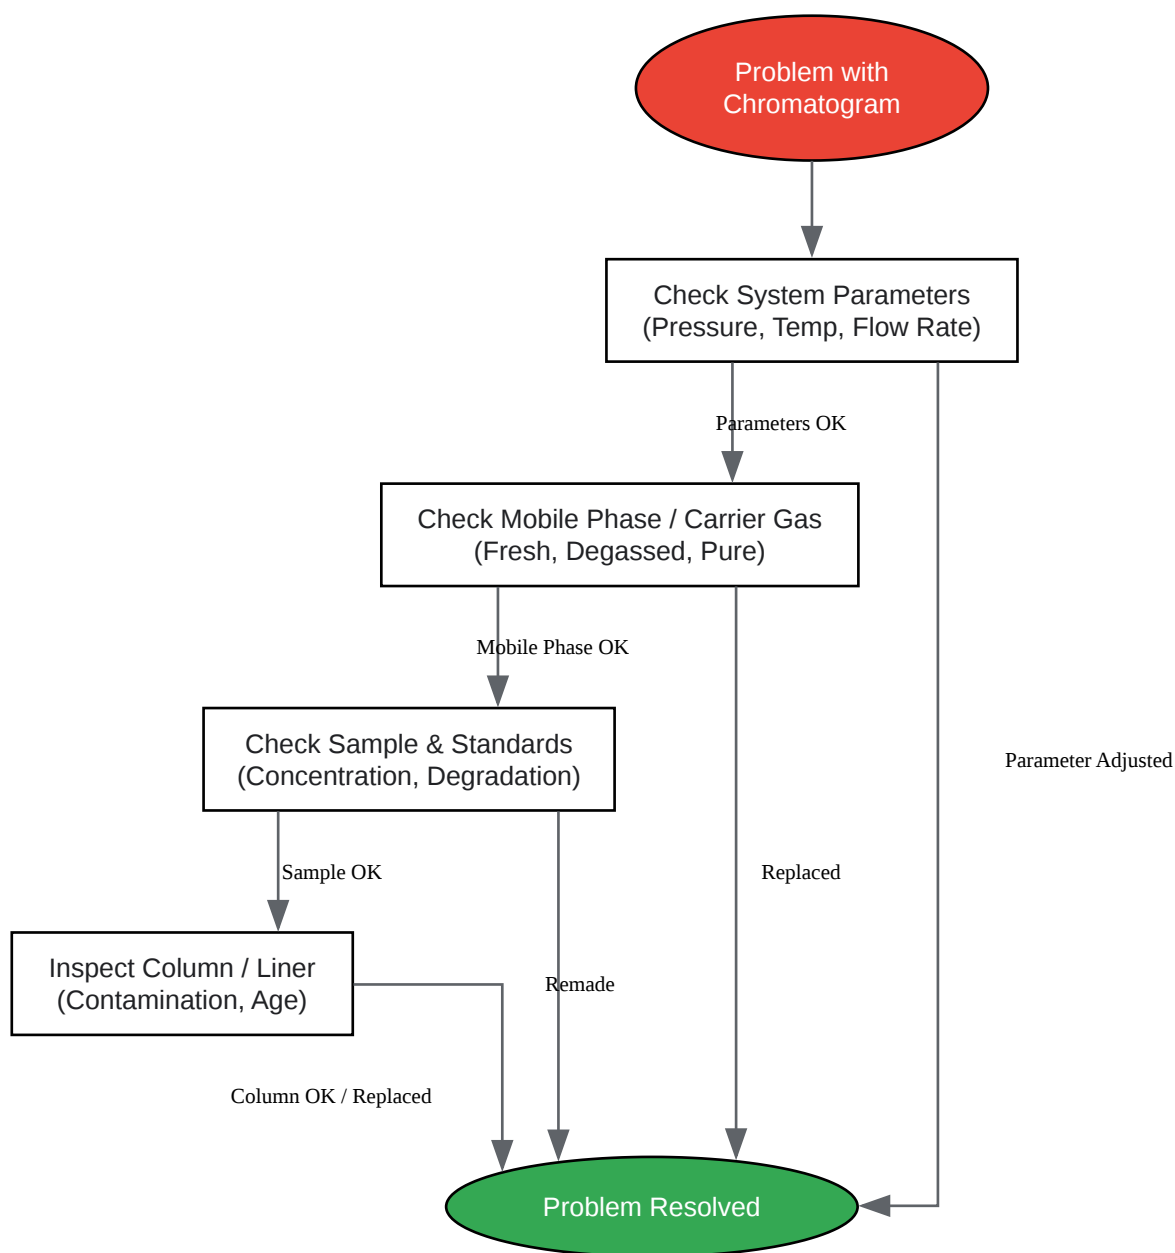 Problem with
Chromatogram
Check System Parameters
(Pressure, Temp, Flow Rate)
Parameters OK
Check Mobile Phase / Carrier Gas
(Fresh, Degassed, Pure)
Mobile Phase OK
Check Sample & Standards
(Concentration, Degradation)
Parameter Adjusted
Sample OK
Replaced
Inspect Column / Liner
(Contamination, Age)
Remade
Column OK / Replaced
Problem Resolved